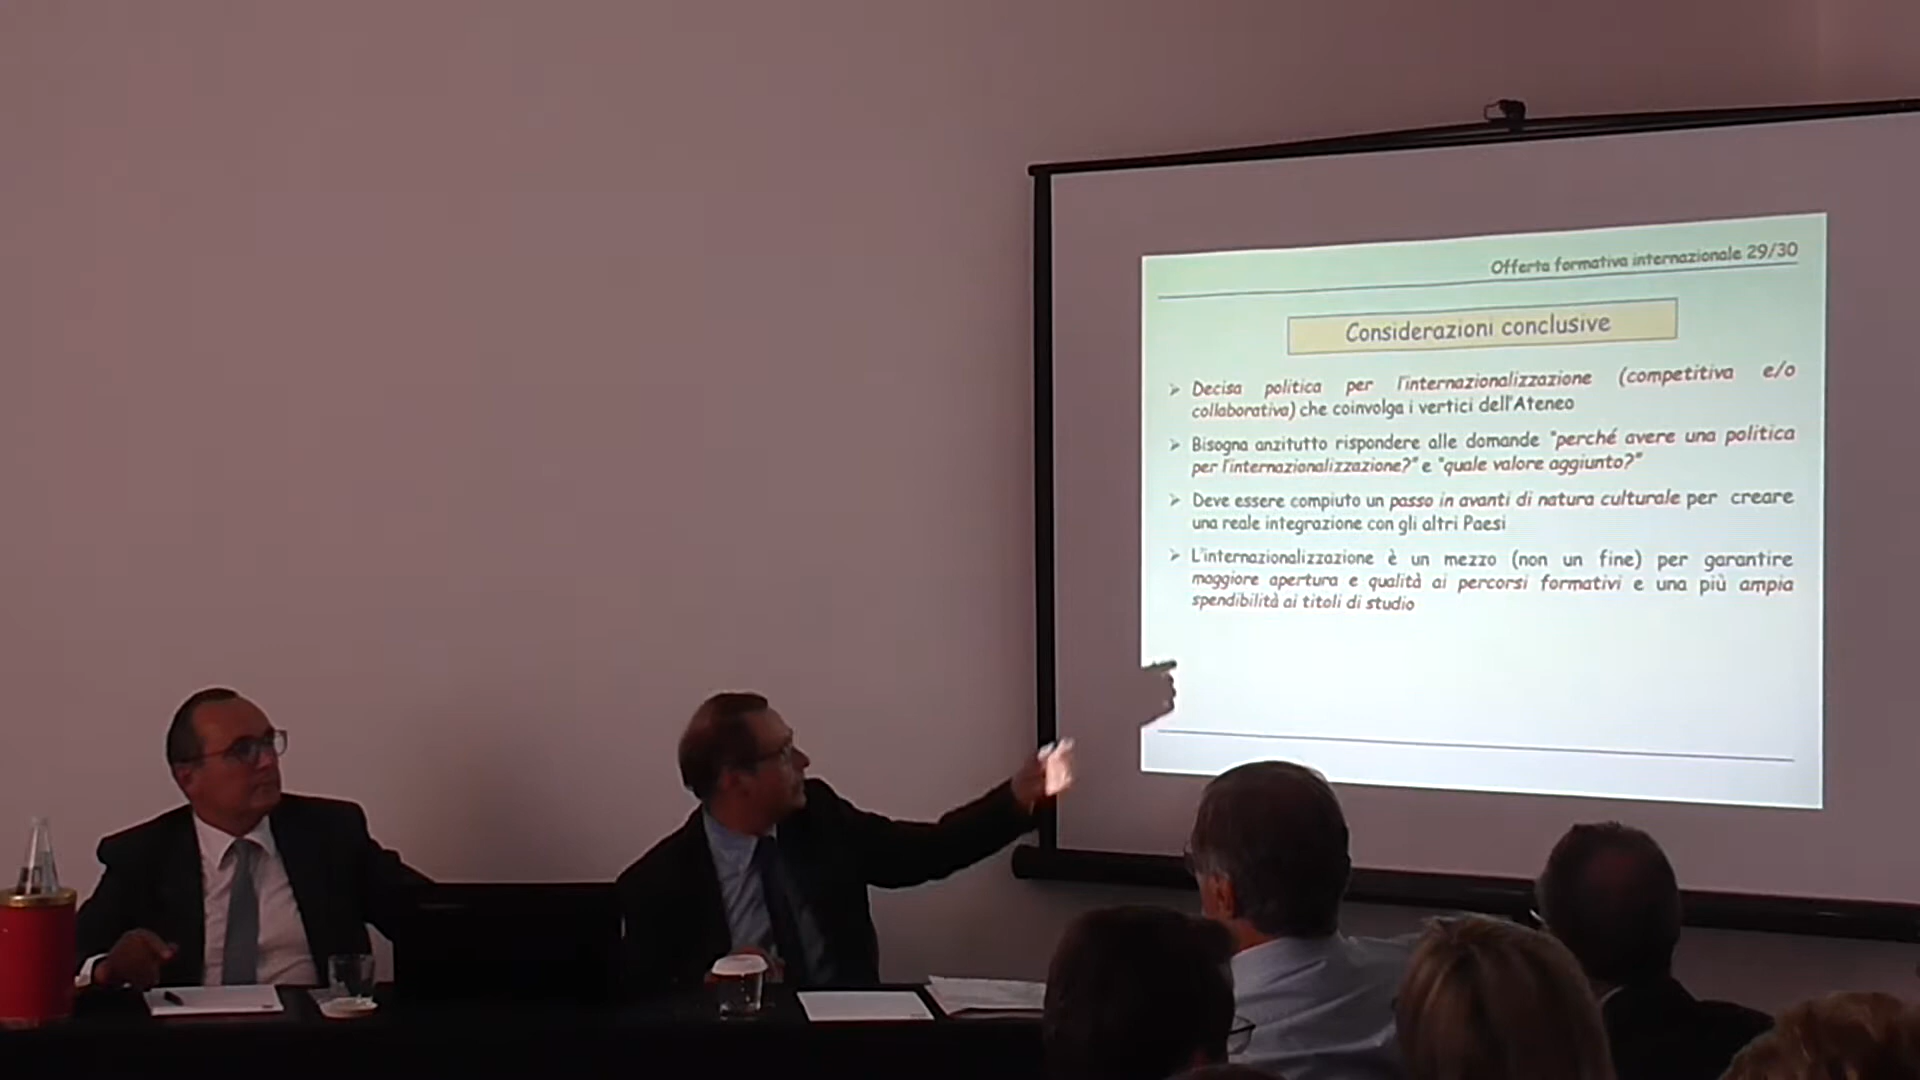 Offerta formativa internazionale 29/30
Considerazioni conclusive
➢ Decisa politica per l'internazionalizzazione (competitiva e/o
collaborativa) che coinvolga i vertici dell'Ateneo
➢ Bisogna anzitutto rispondere alle domande "perché avere una politica
per l'internazionalizzazione?" e "quale valore aggiunto?"
➢ Deve essere compiuto un passo in avanti di natura culturale per creare
una reale integrazione con gli altri Paesi
➢ L'internazionalizzazione è un mezzo (non un fine) per garantire
maggiore apertura e qualità ai percorsi formativi e una più ampia
spendibilità ai titoli di studio